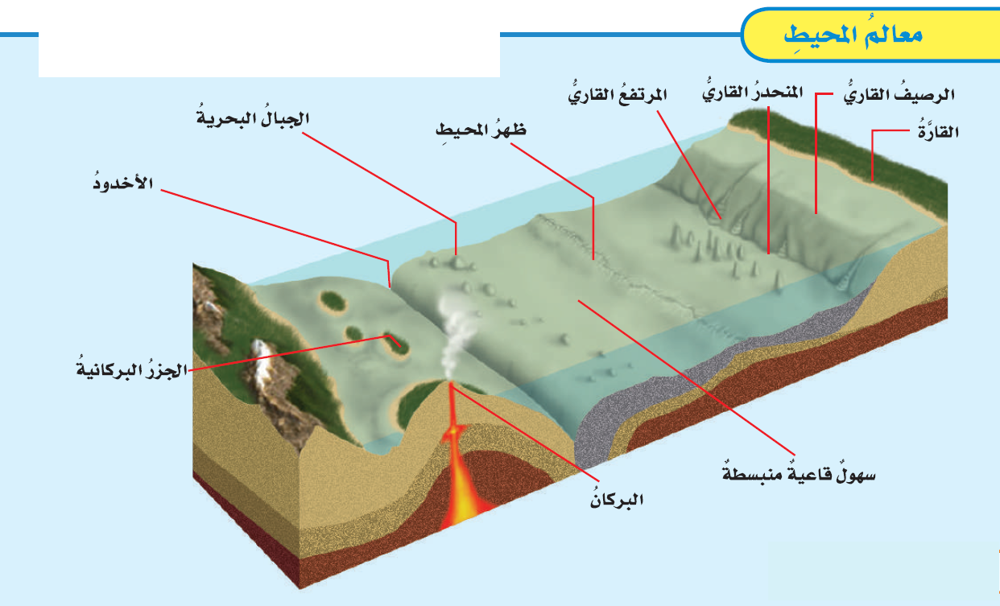 معالمُ المحيطِ
الرصيفُ القاريُّ
المنحدرُ القاريُّ
المرتفعُ القاريُّ
القارَّةُ
ظهرُ المحيطِ
الجبالُ البحريةُ
الأخدودُ
الجزرُ البركانيةُ
سهولٌ قاعيةٌ منبسطةٌ
البركانُ